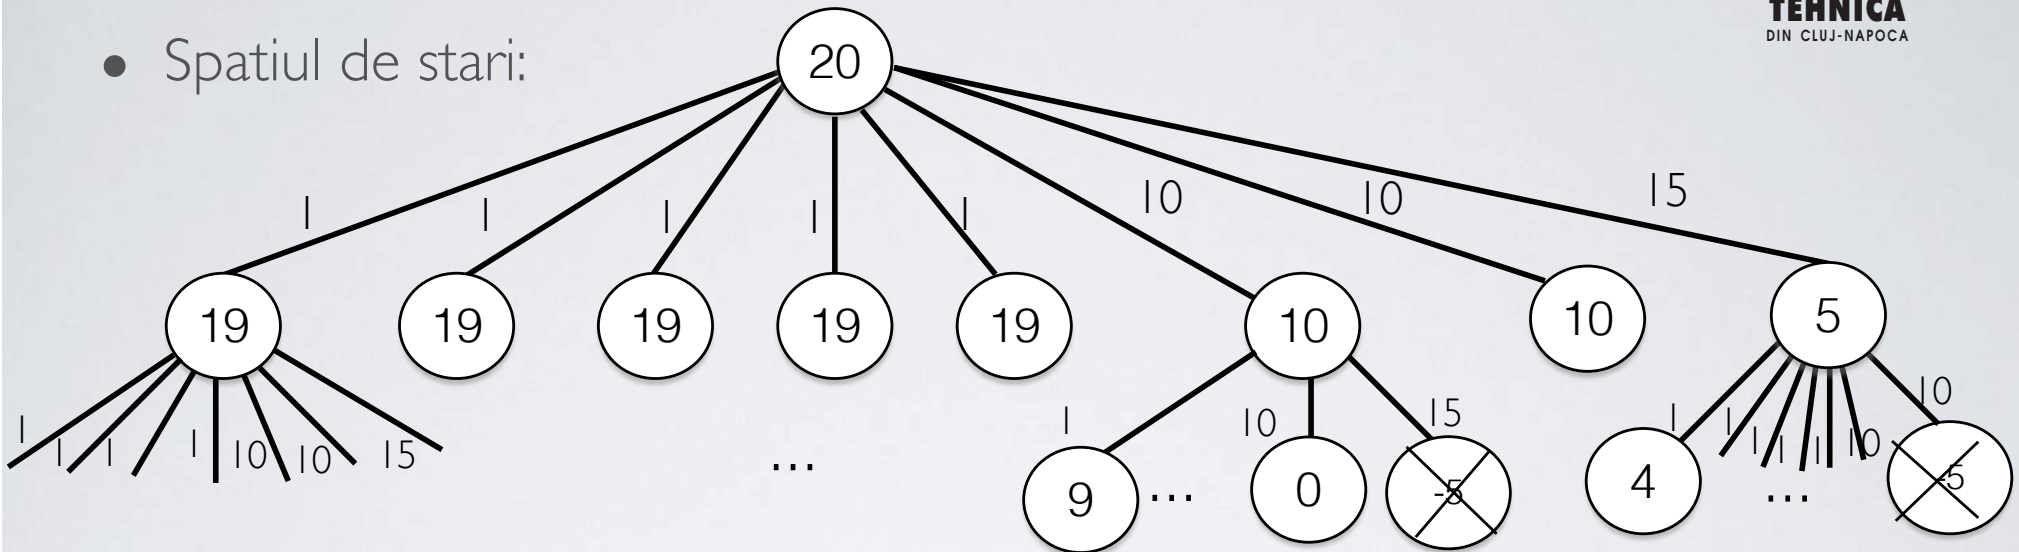 TEHNICA
DIN CLUJ-NAPOCA
• Spatiul de stari:
20
1 1 1 1 1 10 10 15
19 19 19 19 19 10 10 5
1 1 1 1 10 10 15
1 10 15
1 1 1 1 1 10 10
...
9 ... 0 -5
4 ... -5